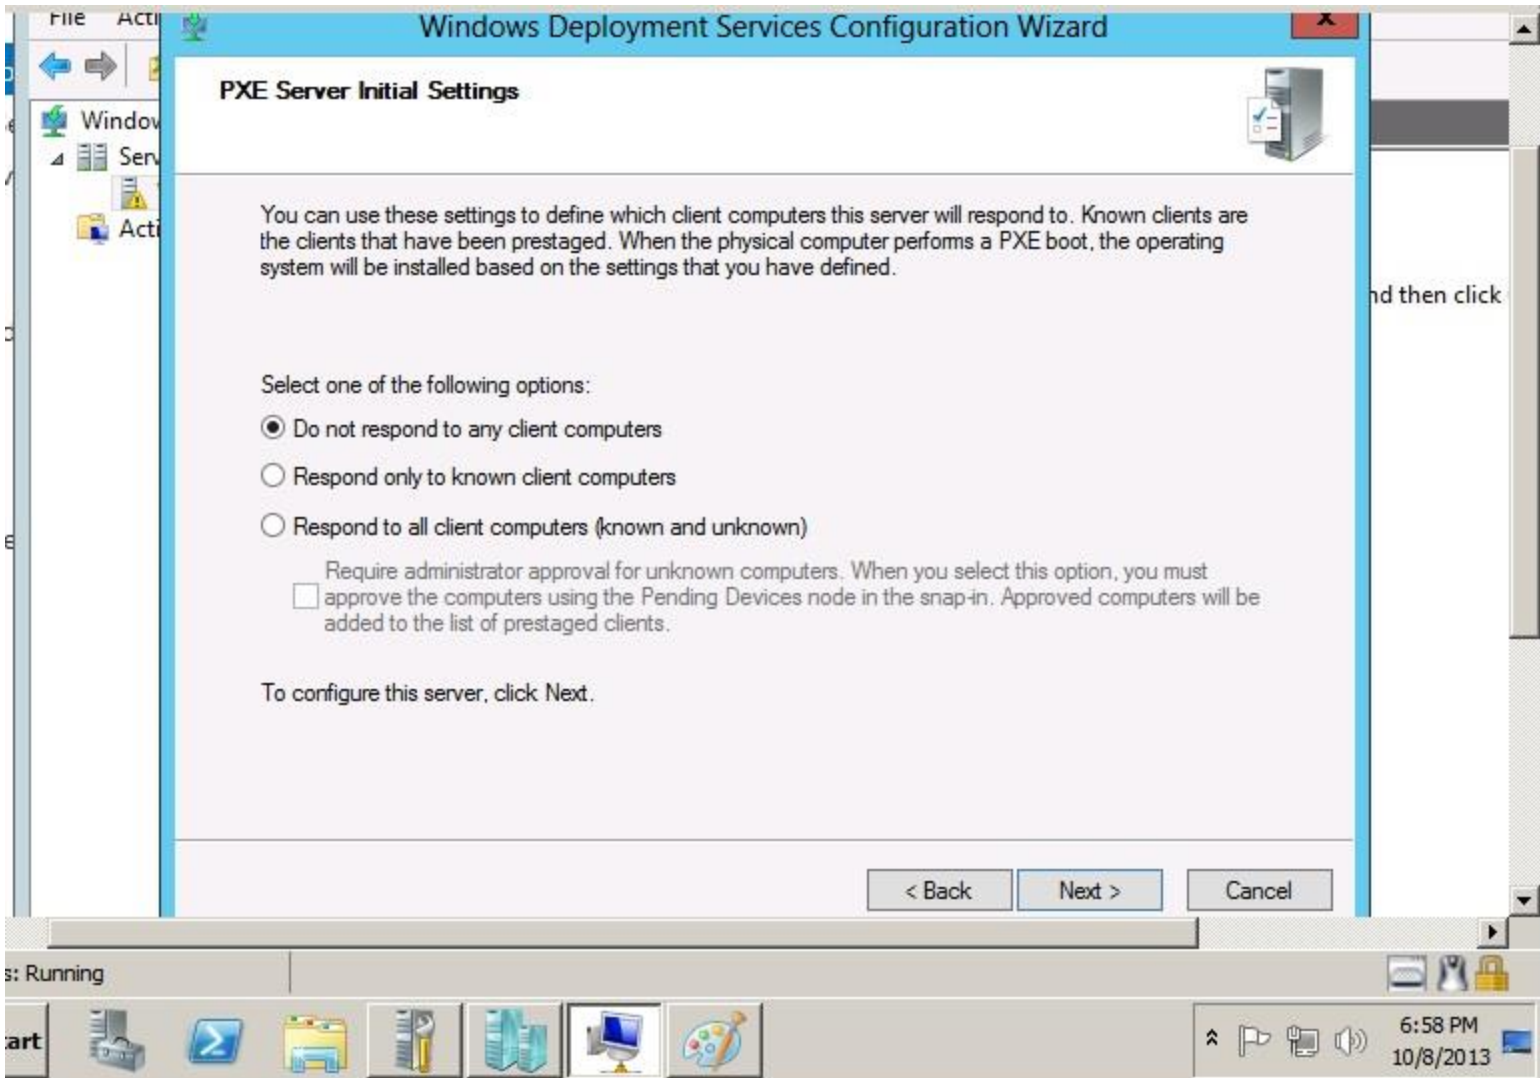 File Acti
Windows Deployment Services Configuration Wizard
x
PXE Server Initial Settings
Window
Serv
Acti
You can use these settings to define which client computers this server will respond to. Known clients are
the clients that have been prestaged. When the physical computer performs a PXE boot, the operating
system will be installed based on the settings that you have defined.
nd then click
Select one of the following options:
Do not respond to any client computers
Respond only to known client computers
Respond to all client computers (known and unknown)
Require administrator approval for unknown computers. When you select this option, you must
approve the computers using the Pending Devices node in the snap-in. Approved computers will be
added to the list of prestaged clients.
To configure this server, click Next.
< Back Next > Cancel
s: Running
tart
6:58 PM
10/8/2013